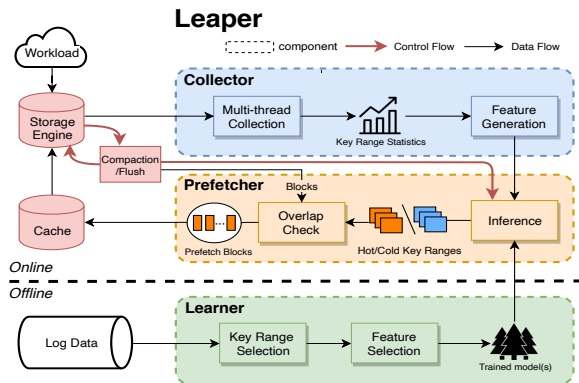 Leaper
component
Control Flow
Data Flow
Workload
Collector
Storage
Engine
Multi-thread
Collection
Key Range Statistics
Feature
Generation
Compaction
/Flush
Prefetcher
Blocks
Cache
Prefetch Blocks
Overlap
Check
Hot/Cold Key Ranges
Inference
Online
Offline
Learner
Log Data
Key Range
Selection
Feature
Selection
Trained model(s)